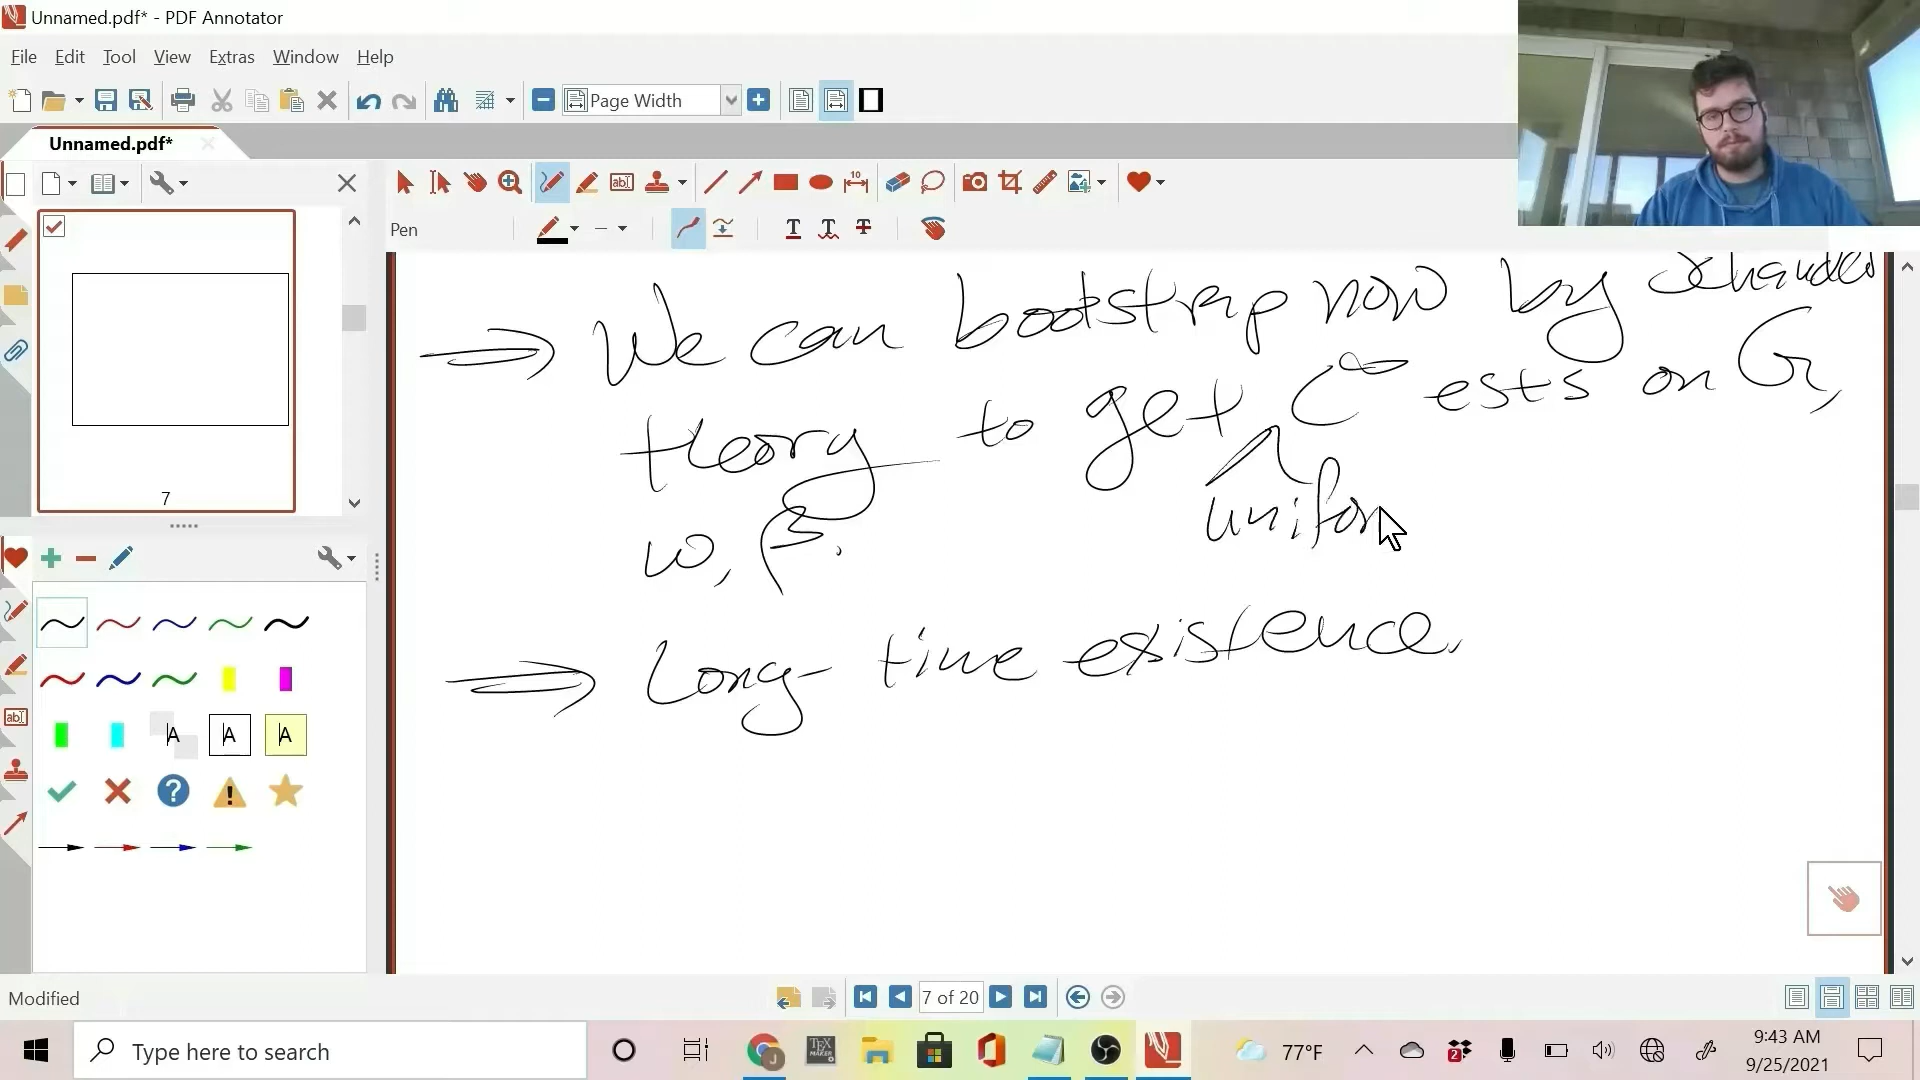 Unnamed.pdf* - PDF Annotator
File Edit Tool View Extras Window Help
Page Width
Unnamed.pdf*
Pen
7
⇒ We can bootstrap now by Schauder
theory to get C^∞ ests on G,
unifor
ω, β.
⇒ Long-time existence.
Modified
7 of 20
Type here to search
77°F
9:43 AM
9/25/2021